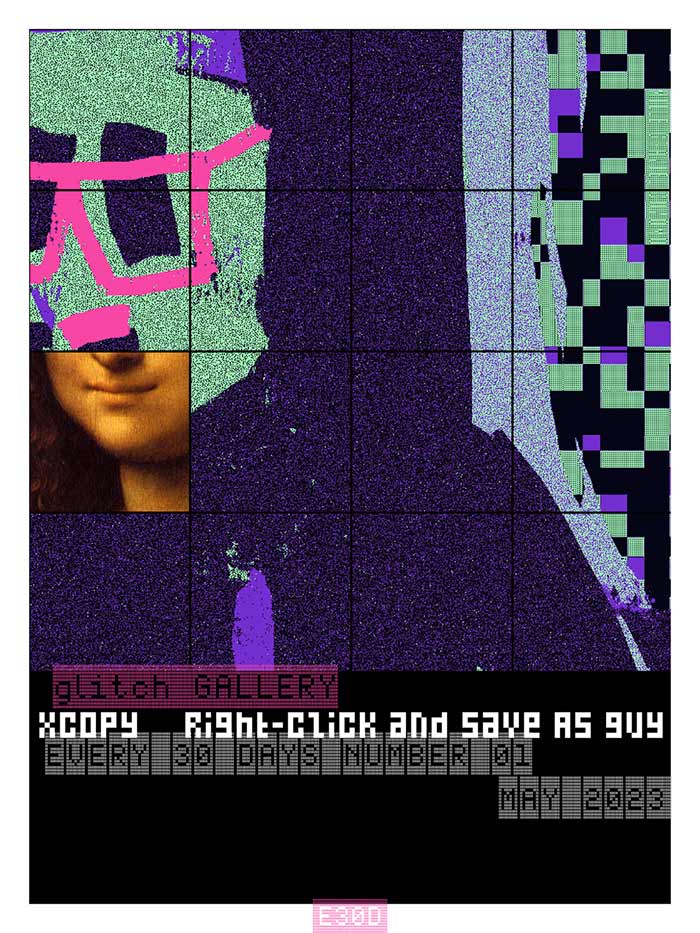 glitch GALLERY
XCOPY Right-Click and Save As guy
EVERY 30 DAYS NUMBER 01
MAY 2023
E30D